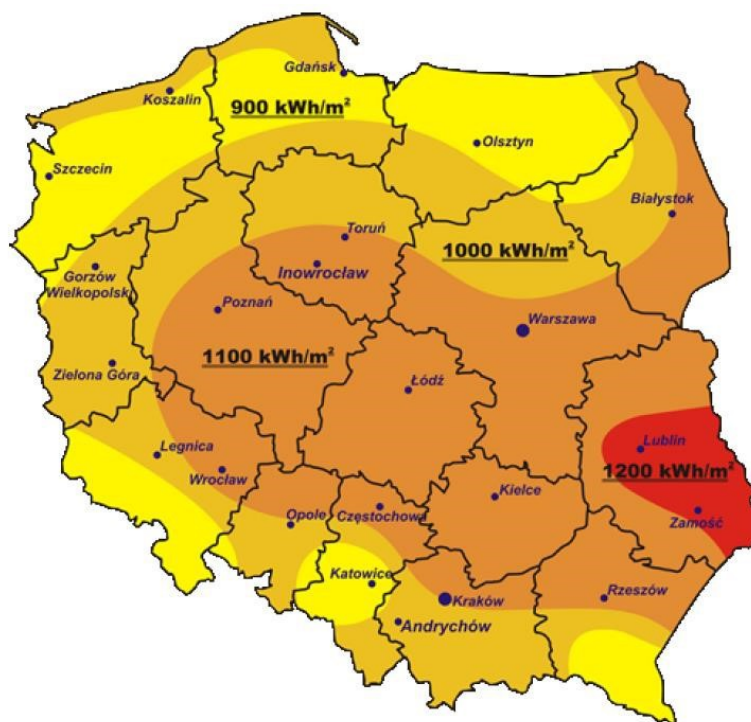 Gdańsk
Koszalin
900 kWh/m²
Olsztyn
Szczecin
Białystok
Toruń
1000 kWh/m²
Gorzów
Wielkopolski
Inowrocław
Poznań
Warszawa
1100 kWh/m²
Zielona Góra
Łódź
Legnica
Lublin
Wrocław
1200 kWh/m²
Kielce
Opole
Częstochowa
Zamość
Katowice
Kraków
Rzeszów
Andrychów